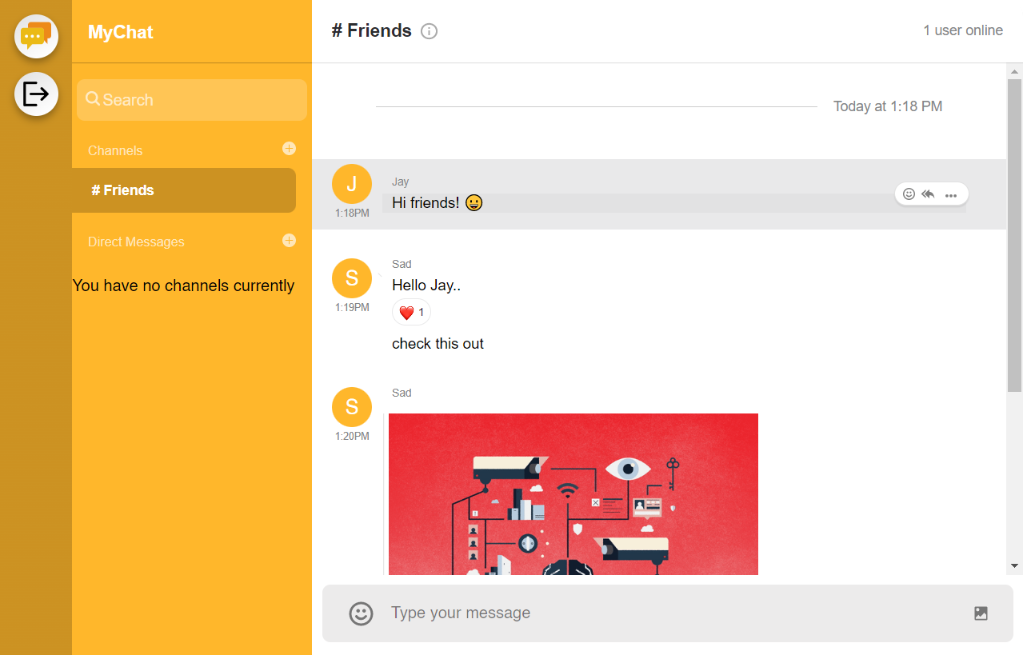 MyChat
Search
Channels
# Friends
Direct Messages
You have no channels currently
# Friends
1 user online
Today at 1:18 PM
J
Jay
Hi friends! 😀
1:18PM
S
Sad
Hello Jay..
1:19PM
❤️ 1
check this out
S
Sad
1:20PM
Type your message